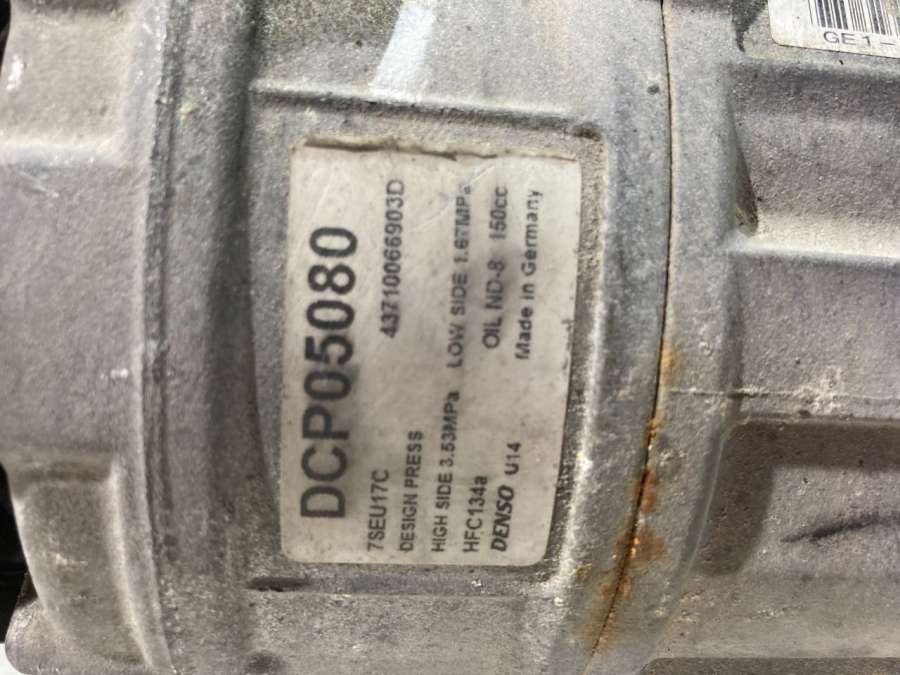 DCP05080
7SEU17C 43710066903D
DESIGN PRESS
HIGH SIDE 3.53MPa LOW SIDE 1.67MPa
HFC134a OIL ND-8 150cc
DENSO U14 Made in Germany
GE1-